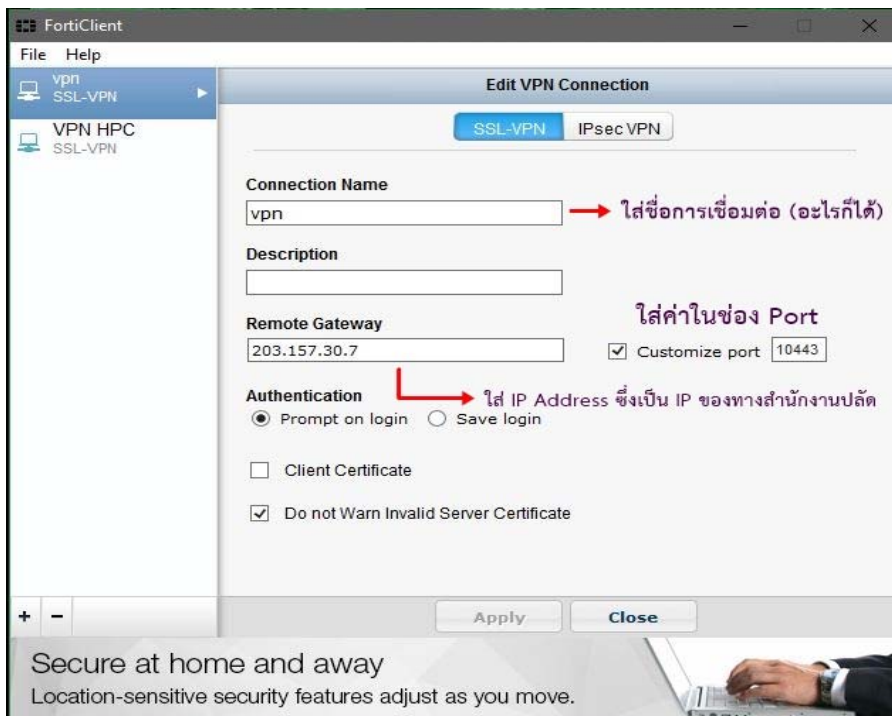 FortiClient
File Help
vpn
SSL-VPN
VPN HPC
SSL-VPN
Edit VPN Connection
SSL-VPN IPsec VPN
Connection Name
vpn
ใส่ชื่อการเชื่อมต่อ (อะไรก็ได้)
Description
ใส่ค่าในช่อง Port
Remote Gateway
203.157.30.7
Customize port 10443
ใส่ IP Address ซึ่งเป็น IP ของทางสำนักงานปลัด
Authentication
Prompt on login Save login
Client Certificate
Do not Warn Invalid Server Certificate
+ -
Apply Close
Secure at home and away
Location-sensitive security features adjust as you move.